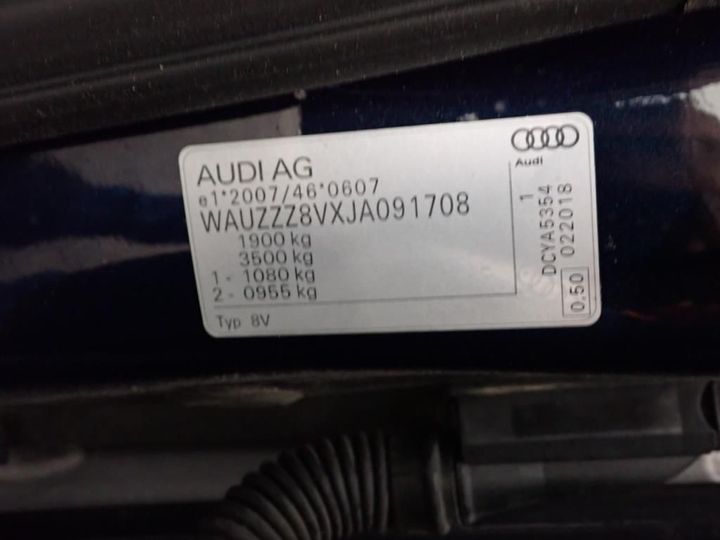 AUDI AG
e1*2007/46*0607
WAUZZZ8VXJA091708
1900 kg
3500 kg
1 - 1080 kg
2 - 0955 kg
Typ 8V
Audi
1
DCYA5354
022018
0.50